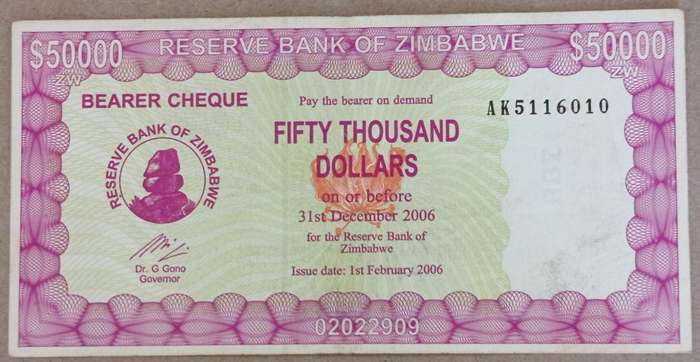 RESERVE BANK OF ZIMBABWE
$50000
ZW
$50000
ZW
BEARER CHEQUE
Pay the bearer on demand
AK5116010
FIFTY THOUSAND
DOLLARS
on or before
31st December 2006
for the Reserve Bank of
Zimbabwe
Issue date: 1st February 2006
RESERVE BANK OF ZIMBABWE
Dr. G Gono
Governor
02022909